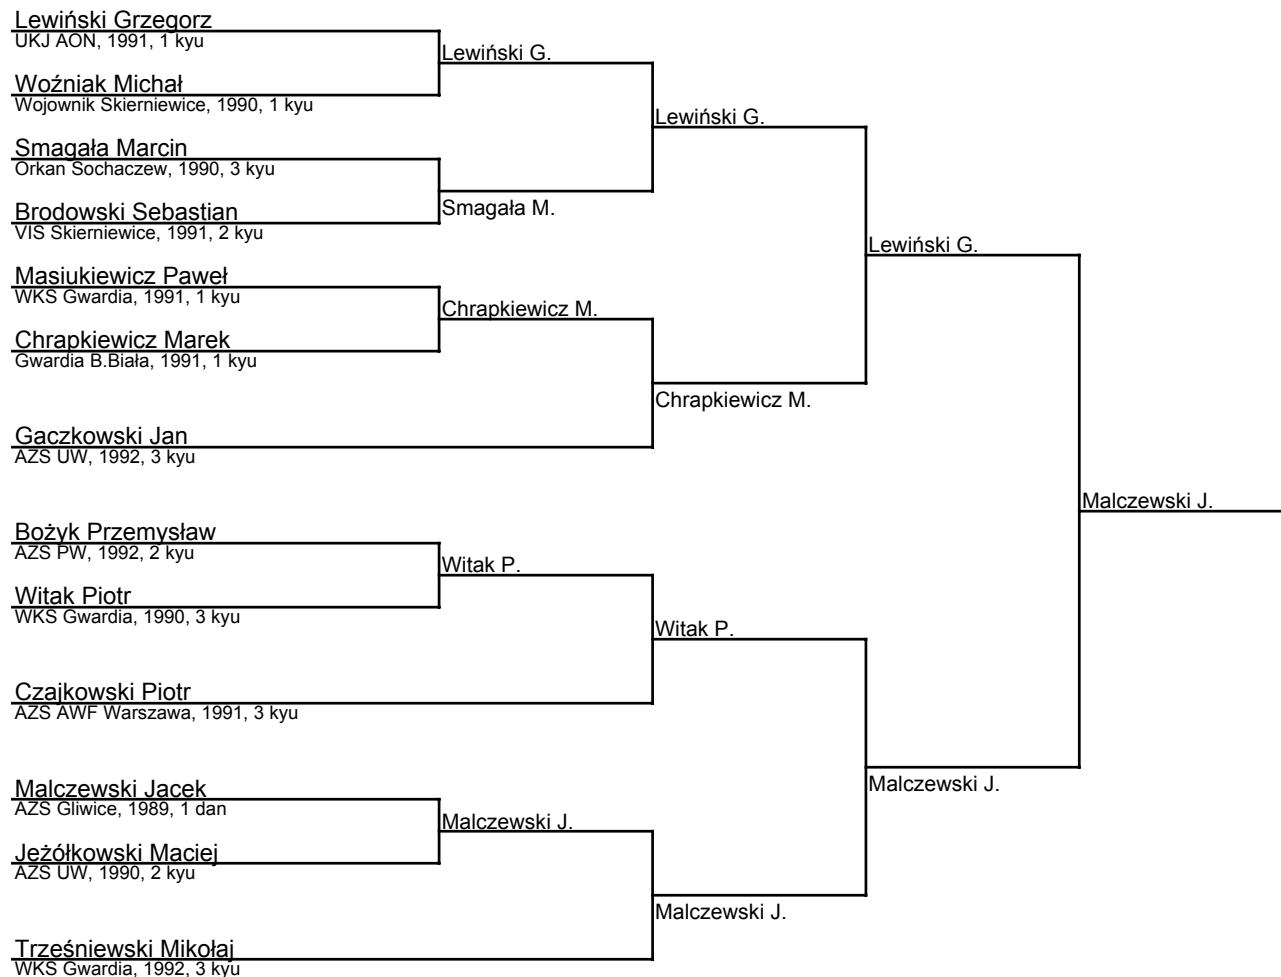 Lewiński Grzegorz
UKJ AON, 1991, 1 kyu
Lewiński G.
Woźniak Michał
Wojownik Skierniewice, 1990, 1 kyu
Lewiński G.
Smagała Marcin
Orkan Sochaczew, 1990, 3 kyu
Smagała M.
Brodowski Sebastian
VIS Skierniewice, 1991, 2 kyu
Lewiński G.
Masiukiewicz Paweł
WKS Gwardia, 1991, 1 kyu
Chrapkiewicz M.
Chrapkiewicz Marek
Gwardia B.Biała, 1991, 1 kyu
Chrapkiewicz M.
Gaczkowski Jan
AZS UW, 1992, 3 kyu
Malczewski J.
Bożyk Przemysław
AZS PW, 1992, 2 kyu
Witak P.
Witak Piotr
WKS Gwardia, 1990, 3 kyu
Witak P.
Czajkowski Piotr
AZS AWF Warszawa, 1991, 3 kyu
Malczewski J.
Malczewski Jacek
AZS Gliwice, 1989, 1 dan
Malczewski J.
Jeżółkowski Maciej
AZS UW, 1990, 2 kyu
Malczewski J.
Trześniewski Mikołaj
WKS Gwardia, 1992, 3 kyu